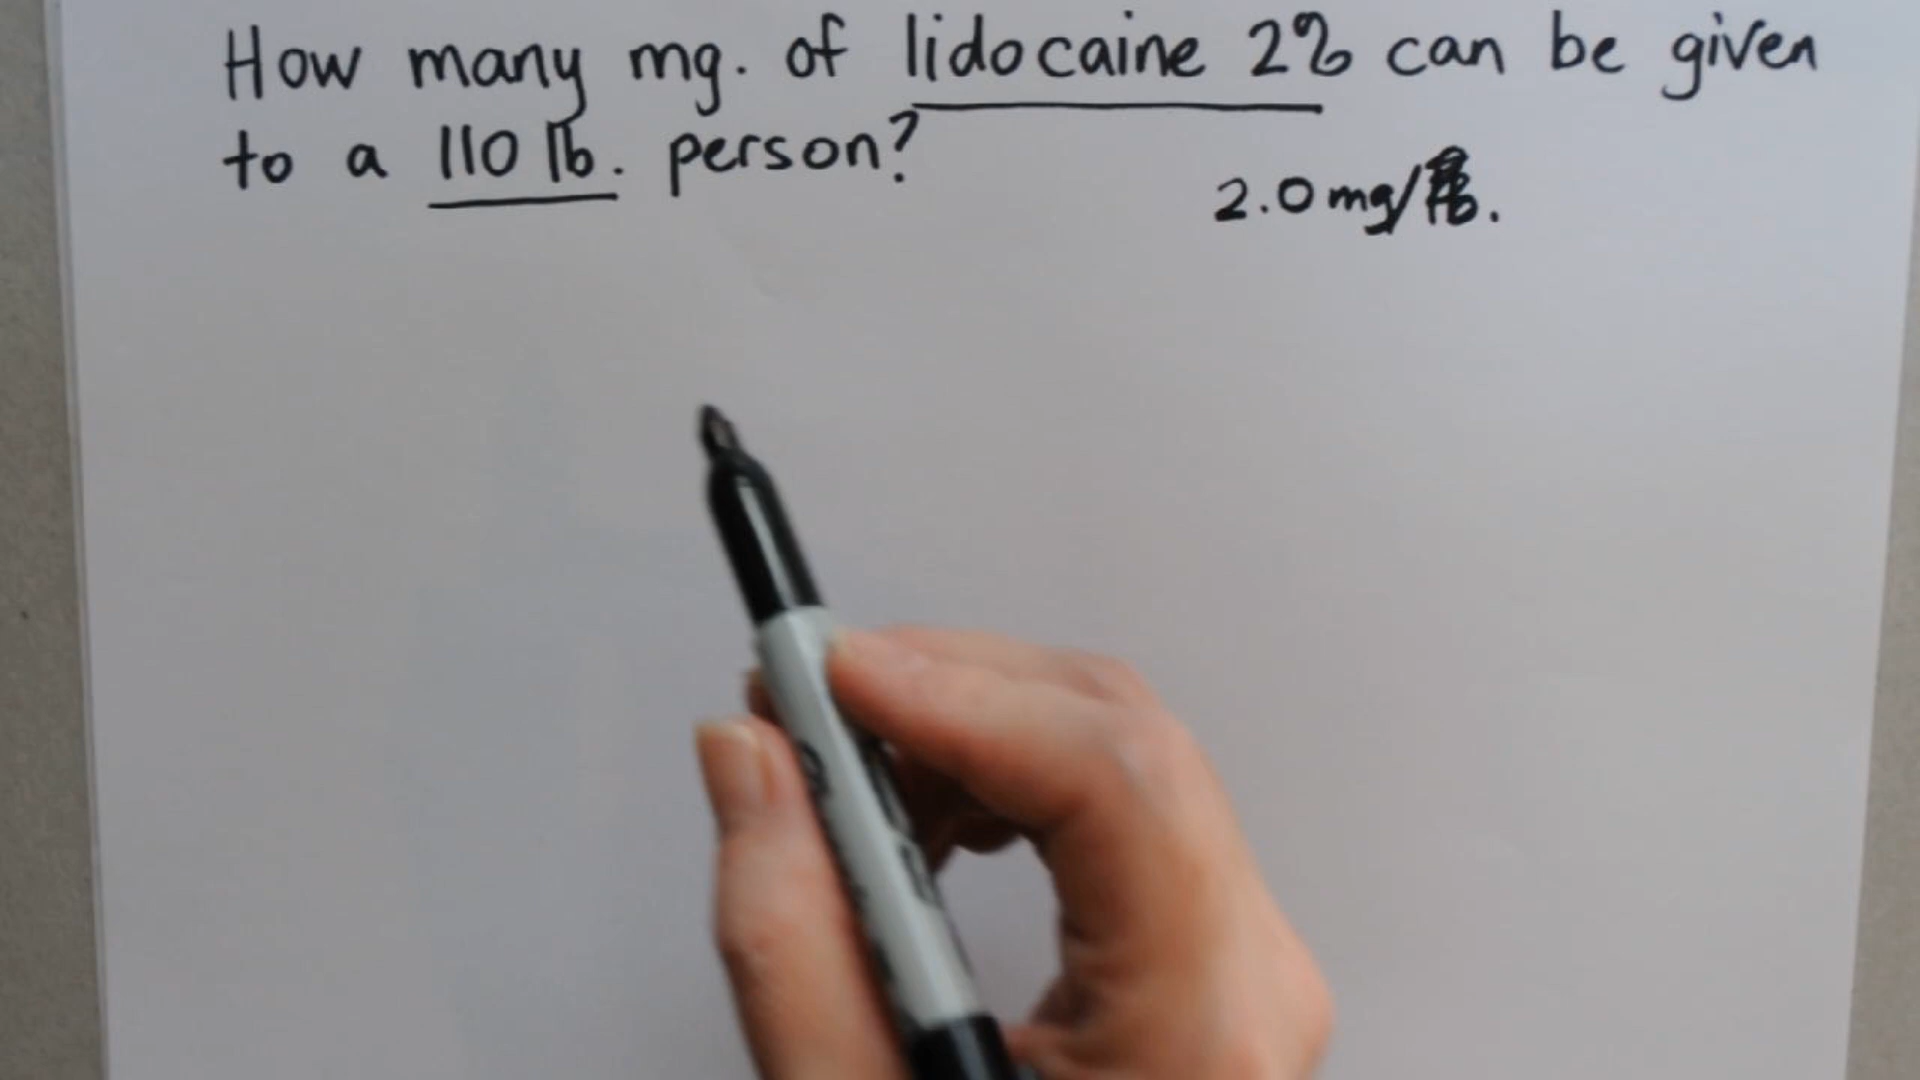 How many mg. of lidocaine 2% can be given
to a 110 lb. person?
2.0 mg/lb.